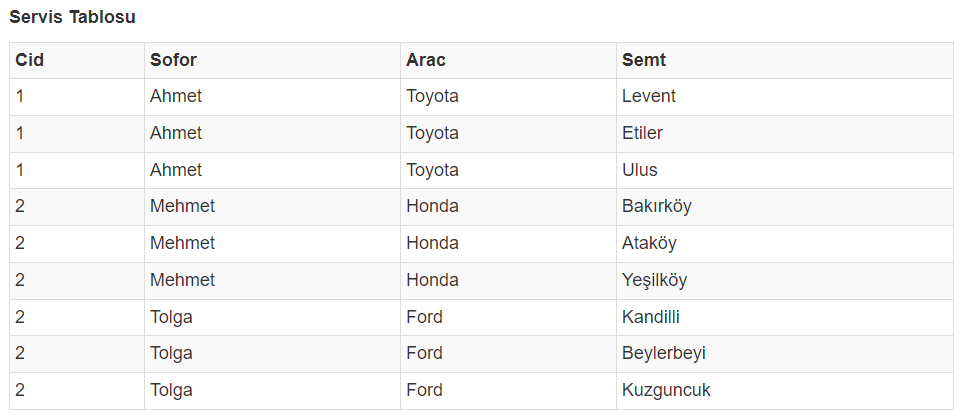 Servis Tablosu
Cid Sofor Arac Semt
1 Ahmet Toyota Levent
1 Ahmet Toyota Etiler
1 Ahmet Toyota Ulus
2 Mehmet Honda Bakırköy
2 Mehmet Honda Ataköy
2 Mehmet Honda Yeşilköy
2 Tolga Ford Kandilli
2 Tolga Ford Beylerbeyi
2 Tolga Ford Kuzguncuk